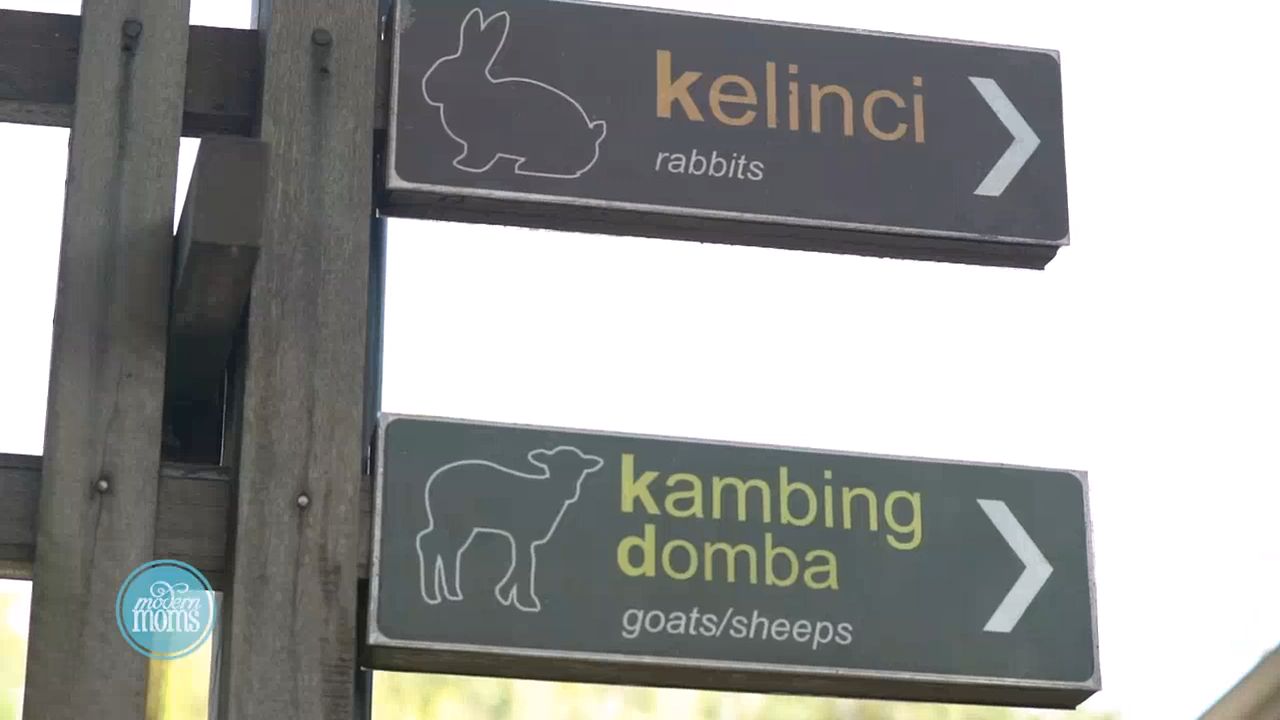 kelinci
rabbits
kambing
domba
goats/sheeps
modern
moms